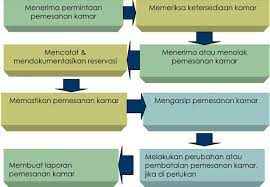 Menerima permintaan
pemesanan kamar
Memeriksa ketersediaan kamar
Menerima atau menolak
pemesanan kamar
Mencatat &
mendokumentasikan reservasi
Memastikan pemesanan kamar
Mengarsip pemesanan kamar
Melakukan perubahan atau
pembatalan pemesanan kamar,
jika di perlukan
Membuat laporan
pemesanan kamar